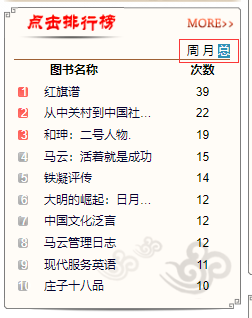 点击排行榜 MORE>>
周 月 总
图书名称 次数
1 红旗谱 39
2 从中关村到中国社... 22
3 和珅：二号人物. 19
4 马云：活着就是成功 15
5 铁凝评传 14
6 大明的崛起：日月... 12
7 中国文化泛言 12
8 马云管理日志 12
9 现代服务英语 11
10 庄子十八品 10